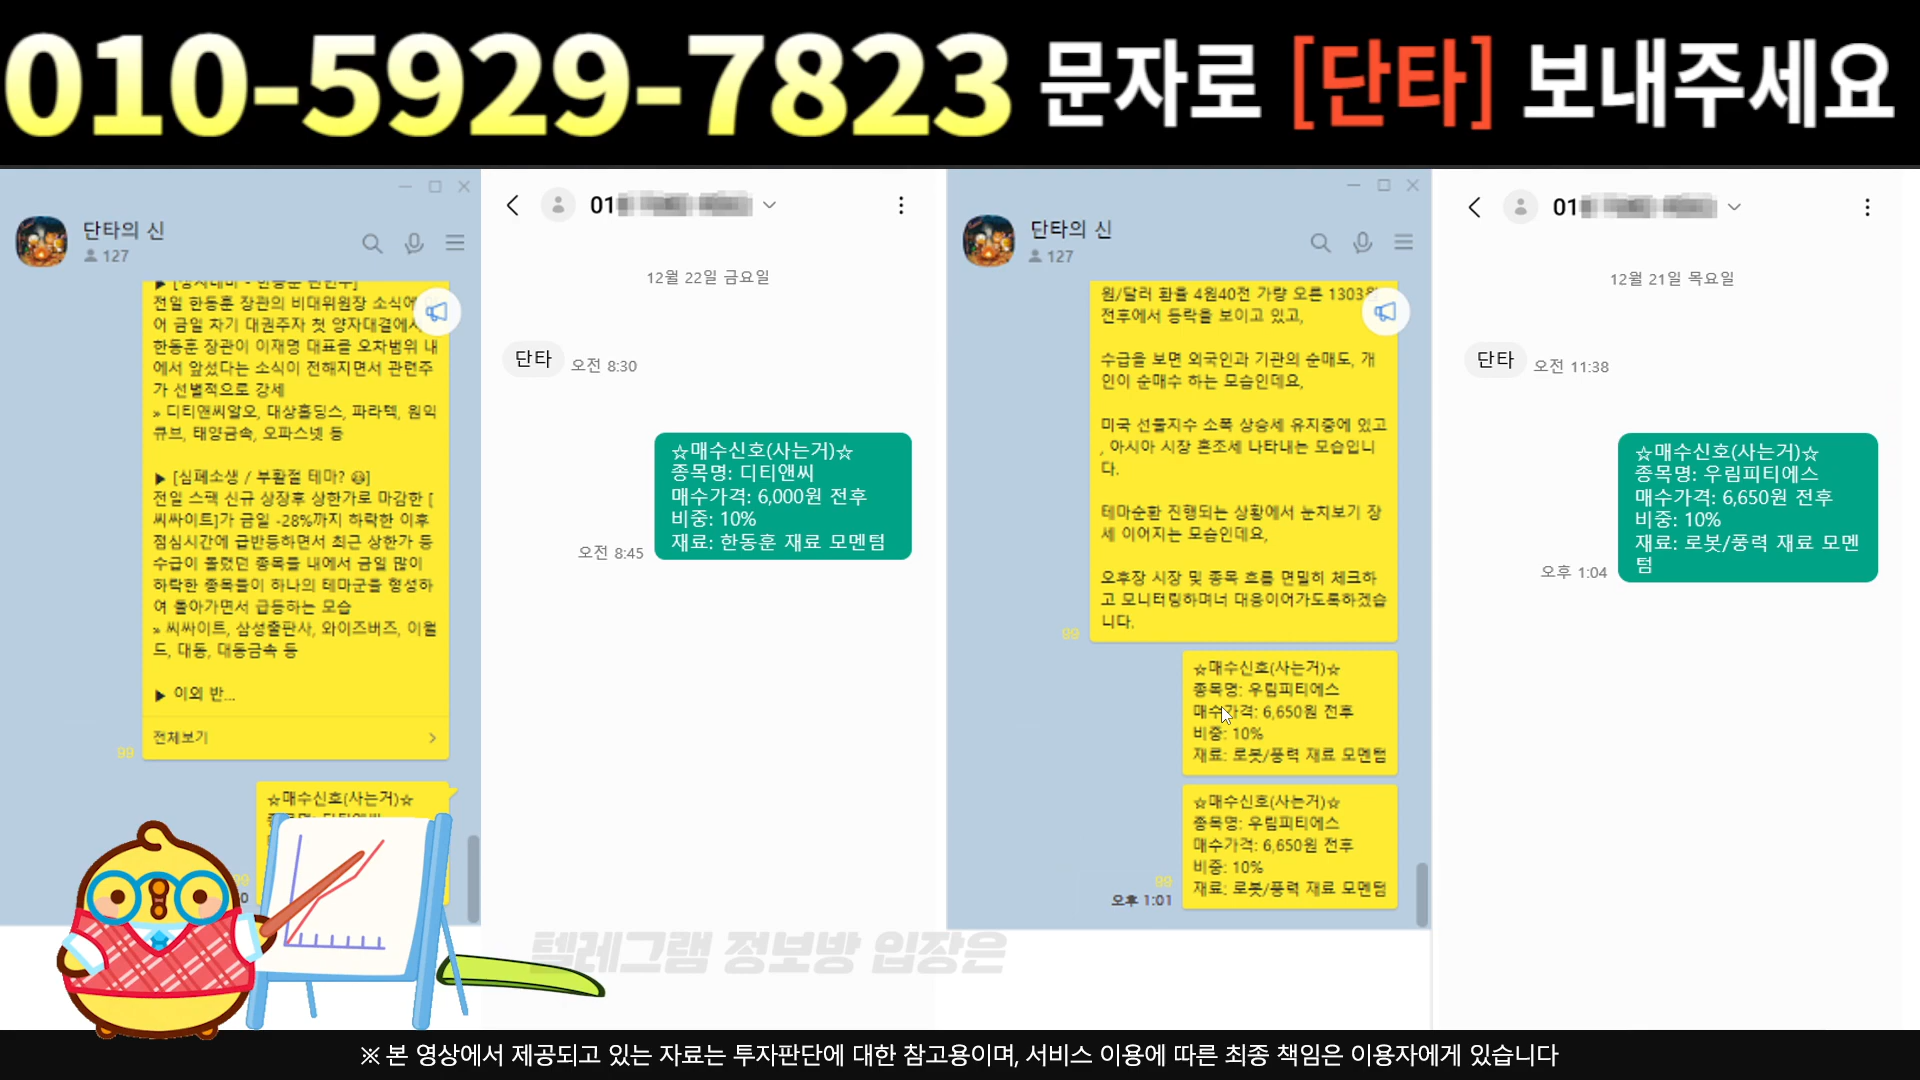 010-5929-7823 문자로 [단타] 보내주세요
단타의 신
127
전일 한동훈 장관의 비대위원장 소식에
어 금일 차기 대권주자 첫 양자대결에서
한동훈 장관이 이재명 대표를 오차범위 내
에서 앞섰다는 소식이 전해지면서 관련주
가 선별적으로 강세
» 디티앤씨알오, 대상홀딩스, 파라텍, 원익
큐브, 태양금속, 오파스넷 등
▶ [심폐소생 / 부활절 테마? 😂]
전일 스팩 신규 상장후 상한가로 마감한 [
씨싸이트]가 금일 -28%까지 하락한 이후
점심시간에 급반등하면서 최근 상한가 등
수급이 몰렸던 종목들 내에서 금일 많이
하락한 종목들이 하나의 테마군을 형성하
여 돌아가면서 급등하는 모습
» 씨싸이트, 삼성출판사, 와이즈버즈, 이월
드, 대동, 대동금속 등
▶ 이외 반...
전체보기
99
☆매수신호(사는거)☆
99
01
12월 22일 금요일
단타
오전 8:30
☆매수신호(사는거)☆
종목명: 디티앤씨
매수가격: 6,000원 전후
비중: 10%
재료: 한동훈 재료 모멘텀
오전 8:45
단타의 신
127
원/달러 환율 4원40전 가량 오른 1303원
전후에서 등락을 보이고 있고,
수급을 보면 외국인과 기관의 순매도, 개
인이 순매수 하는 모습인데요,
미국 선물지수 소폭 상승세 유지중에 있고
, 아시아 시장 혼조세 나타내는 모습입니
다.
테마순환 진행되는 상황에서 눈치보기 장
세 이어지는 모습인데요,
오후장 시장 및 종목 흐름 면밀히 체크하
고 모니터링하며너 대응이어가도록하겠습
니다.
99
☆매수신호(사는거)☆
종목명: 우림피티에스
매수가격: 6,650원 전후
비중: 10%
재료: 로봇/풍력 재료 모멘텀
☆매수신호(사는거)☆
종목명: 우림피티에스
매수가격: 6,650원 전후
비중: 10%
재료: 로봇/풍력 재료 모멘텀
99
오후 1:01
01
12월 21일 목요일
단타
오전 11:38
☆매수신호(사는거)☆
종목명: 우림피티에스
매수가격: 6,650원 전후
비중: 10%
재료: 로봇/풍력 재료 모멘
텀
오후 1:04
텔레그램 정보방 입장은
※ 본 영상에서 제공되고 있는 자료는 투자판단에 대한 참고용이며, 서비스 이용에 따른 최종 책임은 이용자에게 있습니다